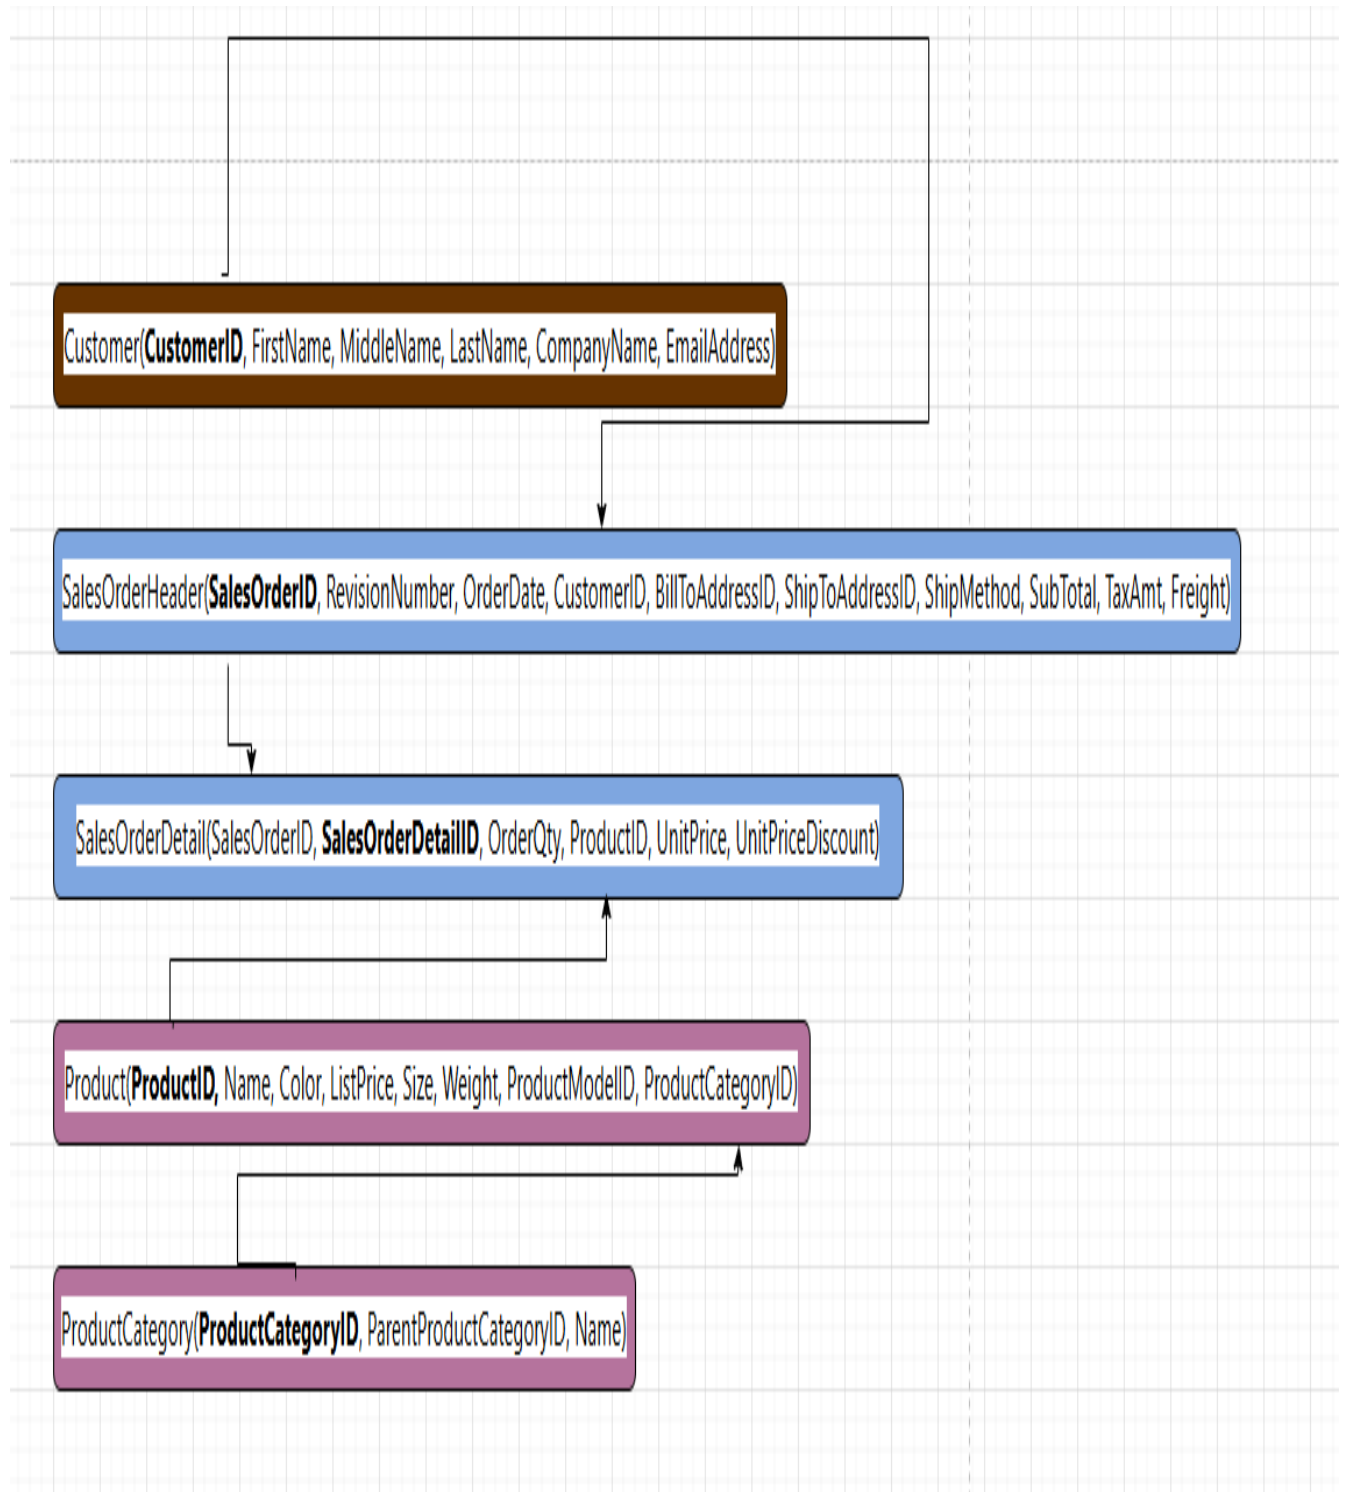 Customer(CustomerID, FirstName, MiddleName, LastName, CompanyName, EmailAddress)
SalesOrderHeader(SalesOrderID, RevisionNumber, OrderDate, CustomerID, BillToAddressID, ShipToAddressID, ShipMethod, SubTotal, TaxAmt, Freight)
SalesOrderDetail(SalesOrderID, SalesOrderDetailID, OrderQty, ProductID, UnitPrice, UnitPriceDiscount)
Product(ProductID, Name, Color, ListPrice, Size, Weight, ProductModelID, ProductCategoryID)
ProductCategory(ProductCategoryID, ParentProductCategoryID, Name)